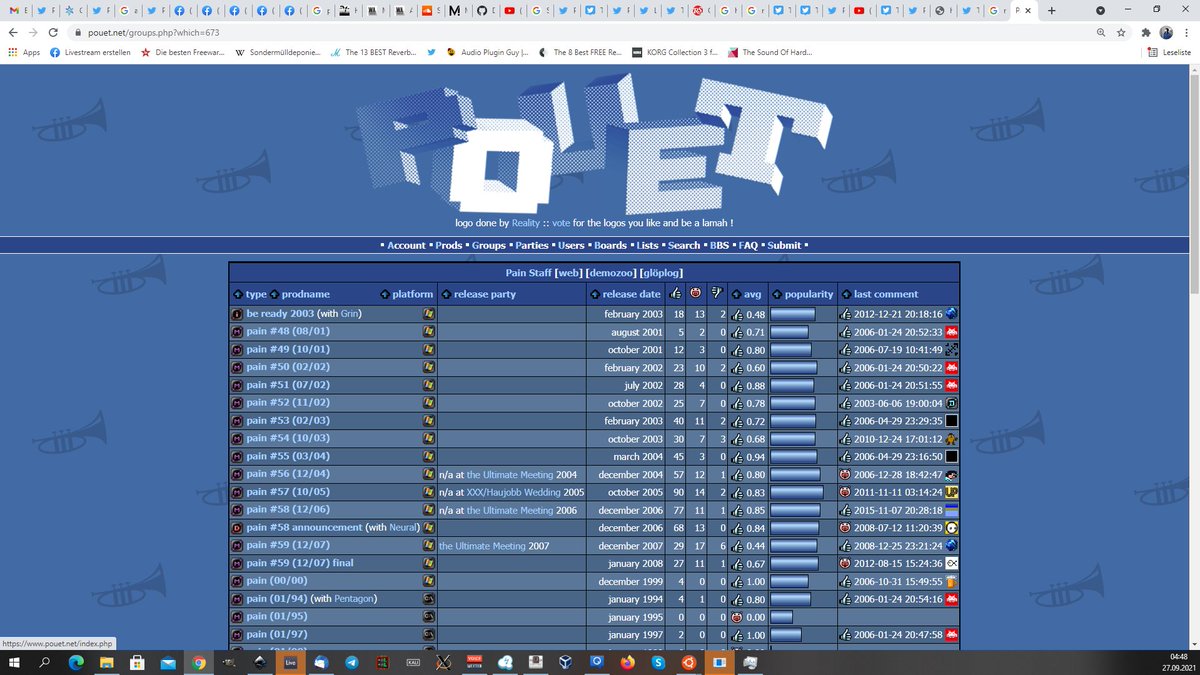 pouet.net/groups.php?which=673
Leseliste
Apps
Livestream erstellen
Die besten Freewar...
Sondermülldeponie...
The 13 BEST Reverb...
Audio Plugin Guy |...
The 8 Best FREE Re...
KORG Collection 3 f...
The Sound Of Hard...
POUET
logo done by Reality :: vote for the logos you like and be a lamah !
▪ Account ▪ Prods ▪ Groups ▪ Parties ▪ Users ▪ Boards ▪ Lists ▪ Search ▪ BBS ▪ FAQ ▪ Submit ▪
Pain Staff [web] [demozoo] [glöplog]
type prodname platform release party release date avg popularity last comment
be ready 2003 (with Grin) february 2003 18 13 2 0.48 2012-12-21 20:18:16
pain #48 (08/01) august 2001 5 2 0 0.71 2006-01-24 20:52:33
pain #49 (10/01) october 2001 12 3 0 0.80 2006-07-19 10:41:49
pain #50 (02/02) february 2002 23 10 2 0.60 2006-01-24 20:50:22
pain #51 (07/02) july 2002 28 4 0 0.88 2006-01-24 20:51:55
pain #52 (11/02) october 2002 25 7 0 0.78 2003-06-06 19:00:04
pain #53 (02/03) february 2003 40 11 2 0.72 2006-04-29 23:29:35
pain #54 (10/03) october 2003 30 7 3 0.68 2010-12-24 17:01:12
pain #55 (03/04) march 2004 45 3 0 0.94 2006-04-29 23:16:50
pain #56 (12/04) n/a at the Ultimate Meeting 2004 december 2004 57 12 1 0.80 2006-12-28 18:42:47
pain #57 (10/05) n/a at XXX/Haujobb Wedding 2005 october 2005 90 14 2 0.83 2011-11-11 03:14:24
pain #58 (12/06) n/a at the Ultimate Meeting 2006 december 2006 77 11 1 0.85 2015-11-07 20:28:18
pain #58 announcement (with Neural) december 2006 68 13 0 0.84 2008-07-12 11:20:39
pain #59 (12/07) the Ultimate Meeting 2007 december 2007 29 17 6 0.44 2008-12-25 23:21:24
pain #59 (12/07) final january 2008 27 11 1 0.67 2012-08-15 15:24:36
pain (00/00) december 1999 4 0 0 1.00 2006-10-31 15:49:55
pain (01/94) (with Pentagon) january 1994 4 1 0 0.80 2006-01-24 20:54:16
pain (01/95) january 1995 0 0 0 0.00
pain (01/97) january 1997 2 0 0 1.00 2006-01-24 20:47:58
https://www.pouet.net/index.php
04:48
27.09.2021